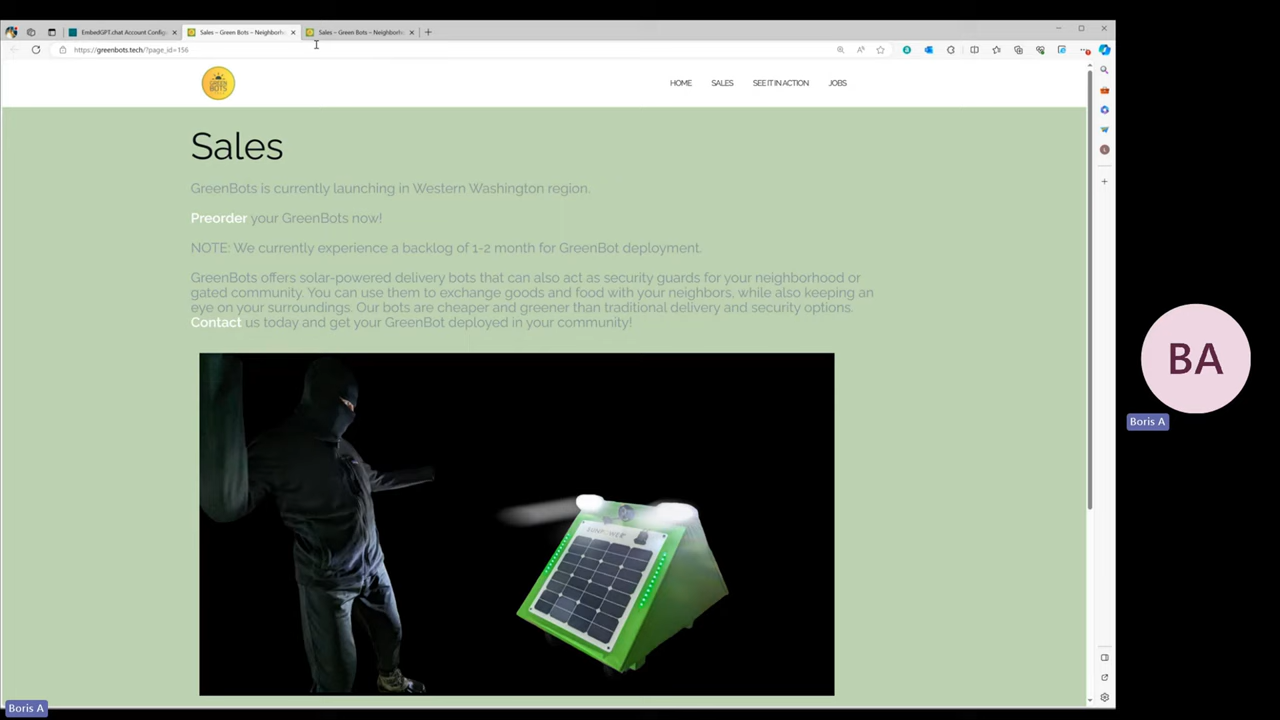 EmbedGPT.chat Account Config
Sales – Green Bots – Neighborh
Sales – Green Bots – Neighborh
https://greenbots.tech/?page_id=156
GREEN
BOTS
HOME
SALES
SEE IT IN ACTION
JOBS
Sales
GreenBots is currently launching in Western Washington region.
Preorder your GreenBots now!
NOTE: We currently experience a backlog of 1-2 month for GreenBot deployment.
GreenBots offers solar-powered delivery bots that can also act as security guards for your neighborhood or
gated community. You can use them to exchange goods and food with your neighbors, while also keeping an
eye on your surroundings. Our bots are cheaper and greener than traditional delivery and security options.
Contact us today and get your GreenBot deployed in your community!
SUNPOWER
BA
Boris A
Boris A